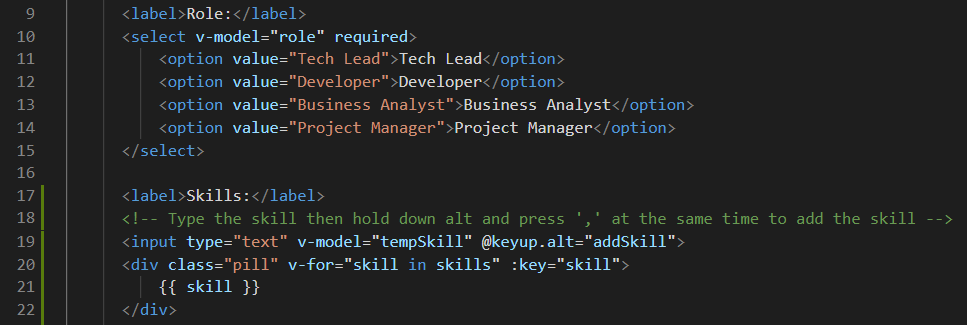 9 <label>Role:</label>
10 <select v-model="role" required>
11 <option value="Tech Lead">Tech Lead</option>
12 <option value="Developer">Developer</option>
13 <option value="Business Analyst">Business Analyst</option>
14 <option value="Project Manager">Project Manager</option>
15 </select>
16
17 <label>Skills:</label>
18 <!-- Type the skill then hold down alt and press ',' at the same time to add the skill -->
19 <input type="text" v-model="tempSkill" @keyup.alt="addSkill">
20 <div class="pill" v-for="skill in skills" :key="skill">
21 {{ skill }}
22 </div>